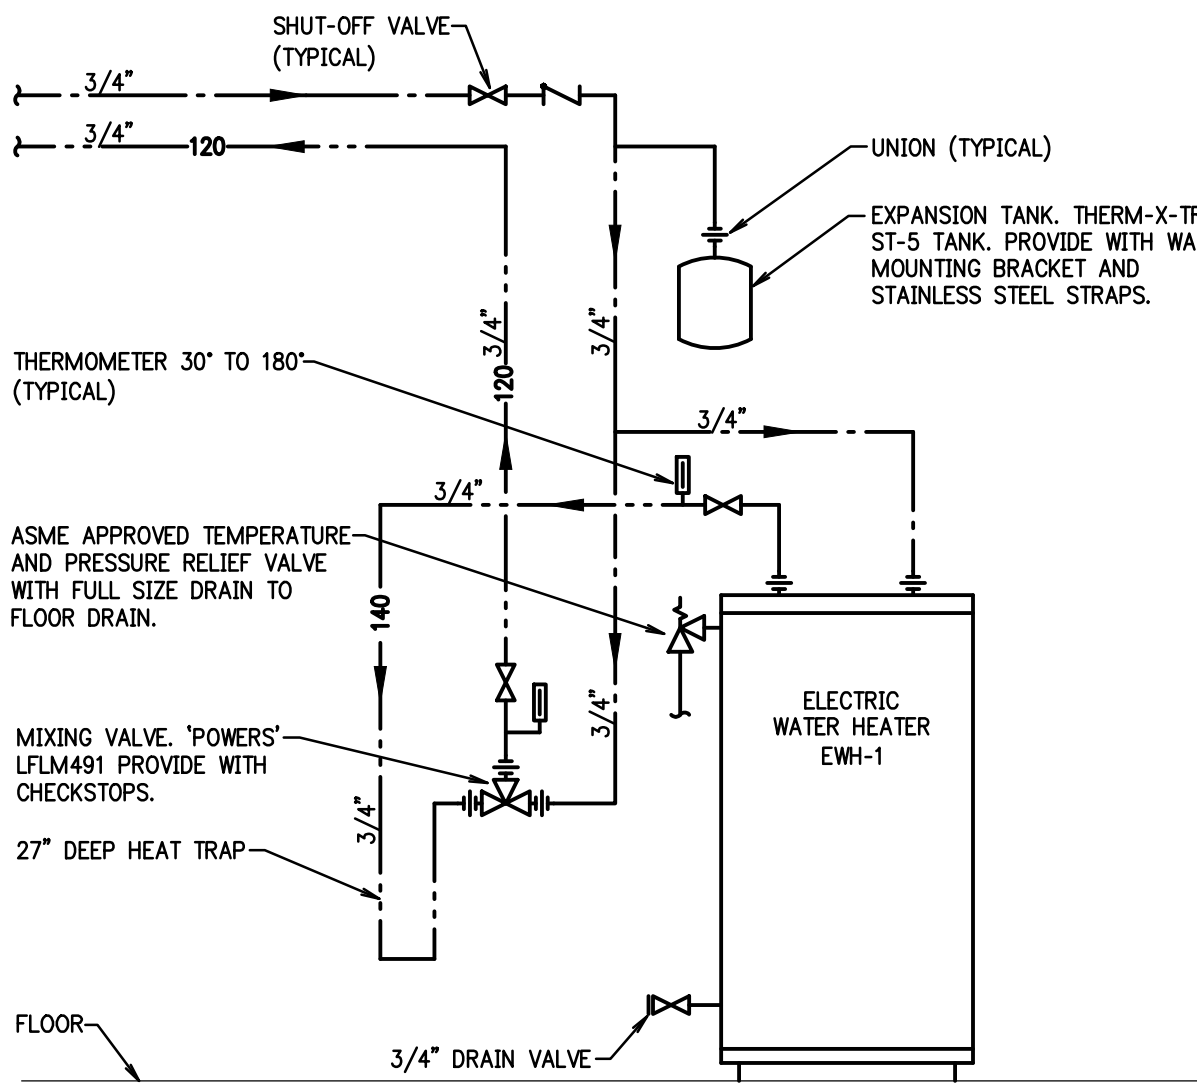 SHUT-OFF VALVE
(TYPICAL)
3/4"
3/4"
120
UNION (TYPICAL)
EXPANSION TANK. THERM-X-TR
ST-5 TANK. PROVIDE WITH WA
MOUNTING BRACKET AND
STAINLESS STEEL STRAPS.
3/4"
120
3/4"
THERMOMETER 30° TO 180°
(TYPICAL)
3/4"
3/4"
ASME APPROVED TEMPERATURE
AND PRESSURE RELIEF VALVE
WITH FULL SIZE DRAIN TO
FLOOR DRAIN.
140
3/4"
ELECTRIC
WATER HEATER
EWH-1
MIXING VALVE. 'POWERS'
LFLM491 PROVIDE WITH
CHECKSTOPS.
3/4"
27" DEEP HEAT TRAP
FLOOR
3/4" DRAIN VALVE